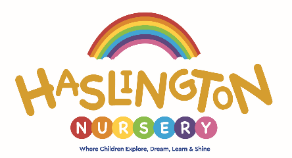 HASLINGTON
NURSERY
Where Children Explore, Dream, Learn & Shine